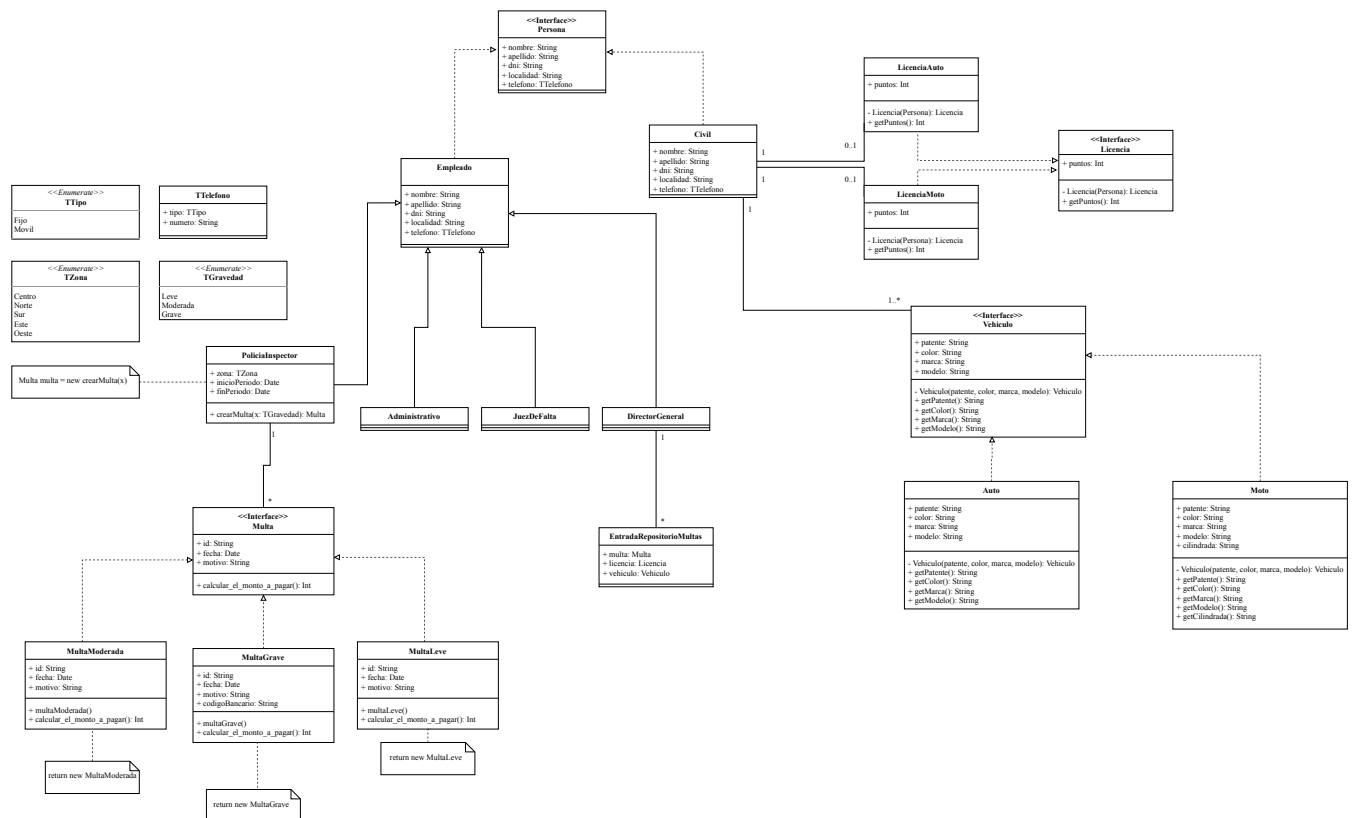 <<Interface>>
Persona
+ nombre: String
+ apellido: String
+ dni: String
+ localidad: String
+ telefono: TTelefono
LicenciaAuto
+ puntos: Int
- Licencia(Persona): Licencia
+ getPuntos(): Int
Civil
+ nombre: String
+ apellido: String
+ dni: String
+ localidad: String
+ telefono: TTelefono
1
0..1
1
0..1
1
<<Interface>>
Licencia
+ puntos: Int
- Licencia(Persona): Licencia
+ getPuntos(): Int
Empleado
+ nombre: String
+ apellido: String
+ dni: String
+ localidad: String
+ telefono: TTelefono
LicenciaMoto
+ puntos: Int
- Licencia(Persona): Licencia
+ getPuntos(): Int
<<Enumerate>>
TTipo
Fijo
Movil
TTelefono
+ tipo: TTipo
+ numero: String
<<Enumerate>>
TZona
Centro
Norte
Sur
Este
Oeste
<<Enumerate>>
TGravedad
Leve
Moderada
Grave
1..*
<<Interface>>
Vehiculo
+ patente: String
+ color: String
+ marca: String
+ modelo: String
- Vehiculo(patente, color, marca, modelo): Vehiculo
+ getPatente(): String
+ getColor(): String
+ getMarca(): String
+ getModelo(): String
Multa multa = new crearMulta(x)
PoliciaInspector
+ zona: TZona
+ inicioPeriodo: Date
+ finPeriodo: Date
+ crearMulta(x: TGravedad): Multa
1
*
Administrativo
JuezDeFalta
DirectorGeneral
1
*
EntradaRepositorioMultas
+ multa: Multa
+ licencia: Licencia
+ vehiculo: Vehiculo
Auto
+ patente: String
+ color: String
+ marca: String
+ modelo: String
- Vehiculo(patente, color, marca, modelo): Vehiculo
+ getPatente(): String
+ getColor(): String
+ getMarca(): String
+ getModelo(): String
Moto
+ patente: String
+ color: String
+ marca: String
+ modelo: String
+ cilindrada: String
- Vehiculo(patente, color, marca, modelo): Vehiculo
+ getPatente(): String
+ getColor(): String
+ getMarca(): String
+ getModelo(): String
+ getCilindrada(): String
<<Interface>>
Multa
+ id: String
+ fecha: Date
+ motivo: String
+ calcular_el_monto_a_pagar(): Int
MultaModerada
+ id: String
+ fecha: Date
+ motivo: String
+ multaModerada()
+ calcular_el_monto_a_pagar(): Int
MultaGrave
+ id: String
+ fecha: Date
+ motivo: String
+ codigoBancario: String
+ multaGrave()
+ calcular_el_monto_a_pagar(): Int
MultaLeve
+ id: String
+ fecha: Date
+ motivo: String
+ multaLeve()
+ calcular_el_monto_a_pagar(): Int
return new MultaModerada
return new MultaGrave
return new MultaLeve